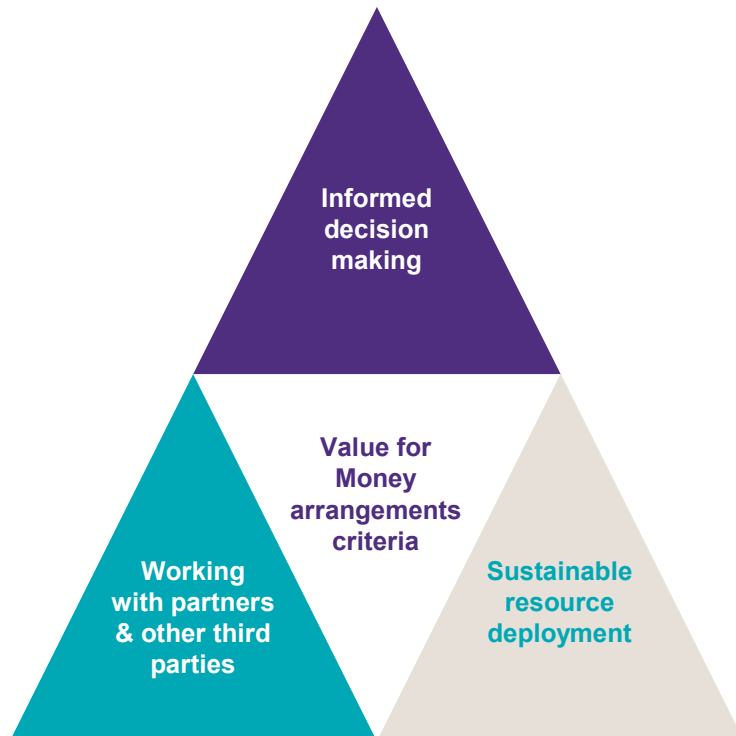 Informed
decision
making
Value for
Money
arrangements
criteria
Working
with partners
& other third
parties
Sustainable
resource
deployment